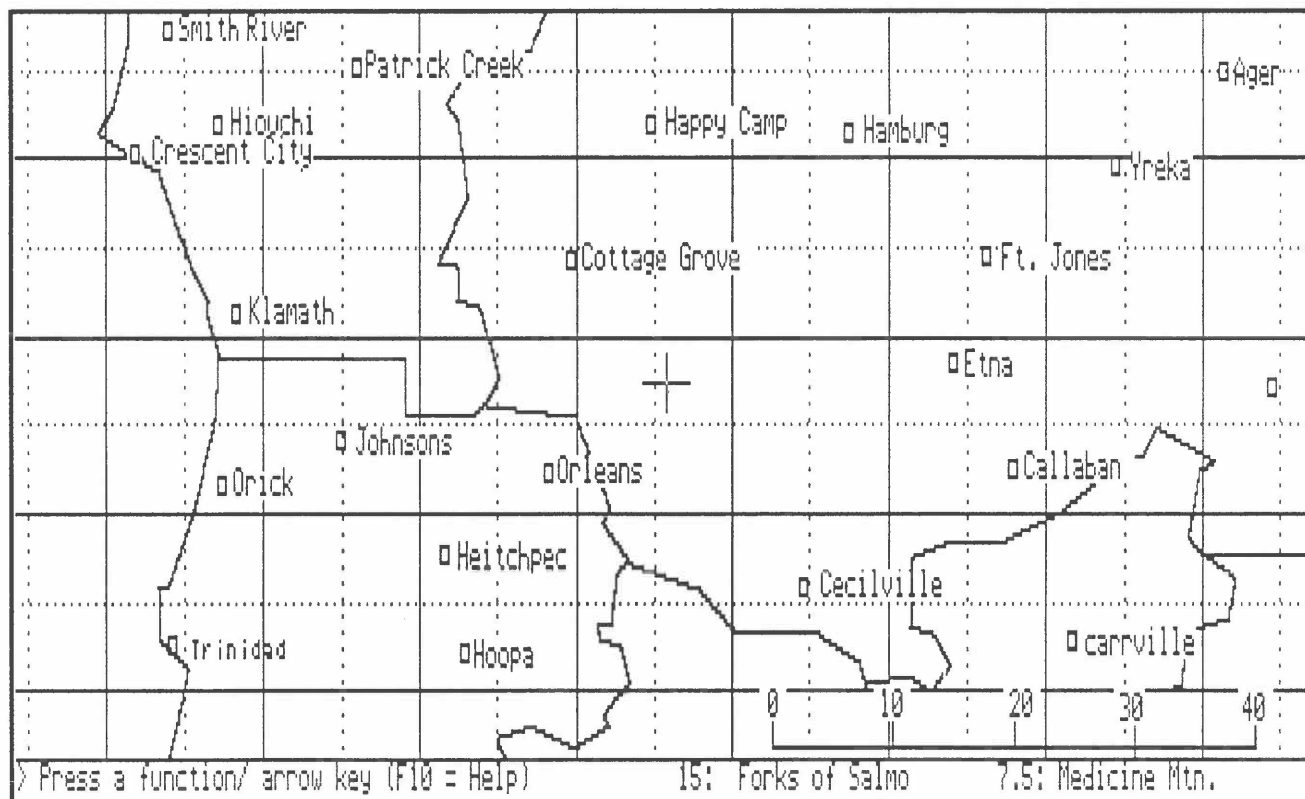 Smith River
Patrick Creek
Ager
Hiouchi
Happy Camp
Hamburg
Crescent City
Yreka
Cottage Grove
Ft. Jones
Klamath
Etna
Johnsons
Orleans
Callahan
Orick
Heitchpec
Cecilville
Trinidad
Hoopa
carrville
0 10 20 30 40
> Press a function/ arrow key (F10 = Help) 15: Forks of Salmo 7.5: Medicine Mtn.